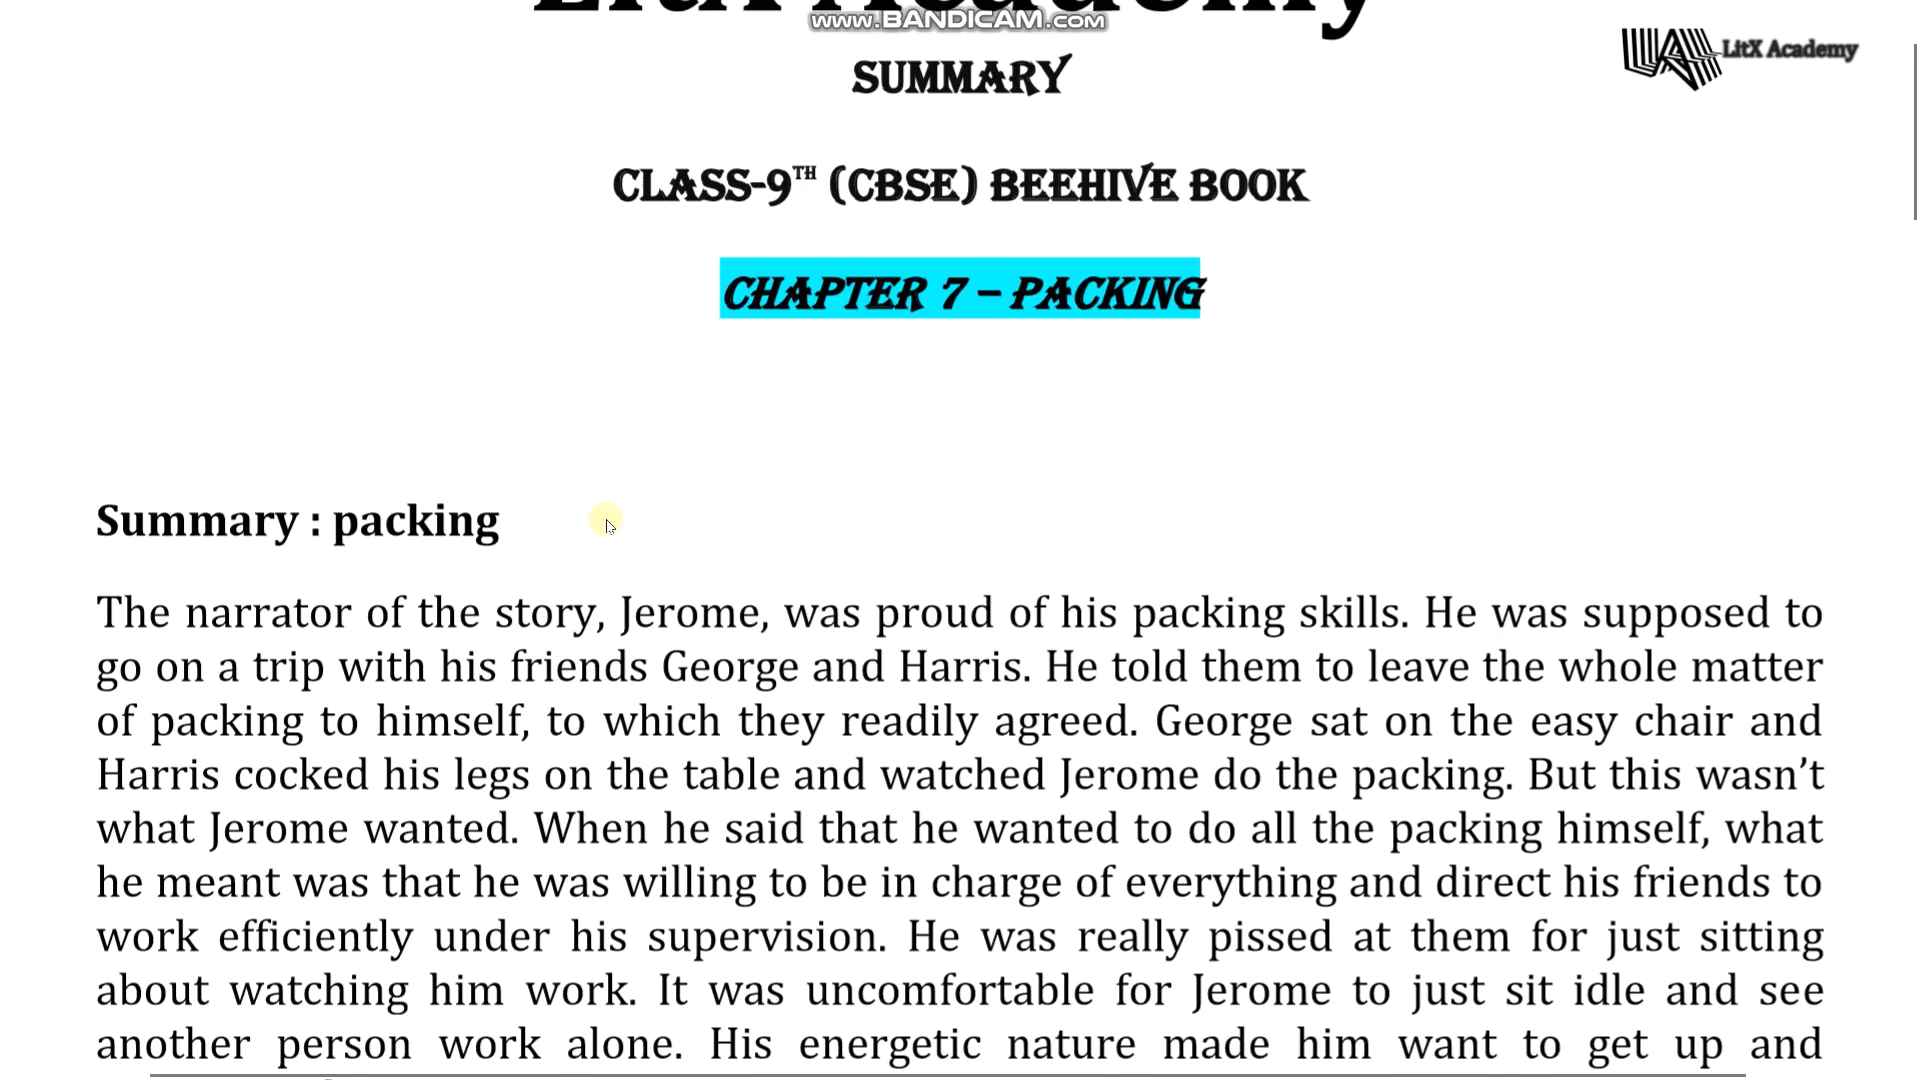 LitX Academy
www.BANDICAM.com
LitX Academy
SUMMARY
CLASS-9TH (CBSE) BEEHIVE BOOK
CHAPTER 7 – PACKING
Summary : packing
The narrator of the story, Jerome, was proud of his packing skills. He was supposed to
go on a trip with his friends George and Harris. He told them to leave the whole matter
of packing to himself, to which they readily agreed. George sat on the easy chair and
Harris cocked his legs on the table and watched Jerome do the packing. But this wasn’t
what Jerome wanted. When he said that he wanted to do all the packing himself, what
he meant was that he was willing to be in charge of everything and direct his friends to
work efficiently under his supervision. He was really pissed at them for just sitting
about watching him work. It was uncomfortable for Jerome to just sit idle and see
another person work alone. His energetic nature made him want to get up and